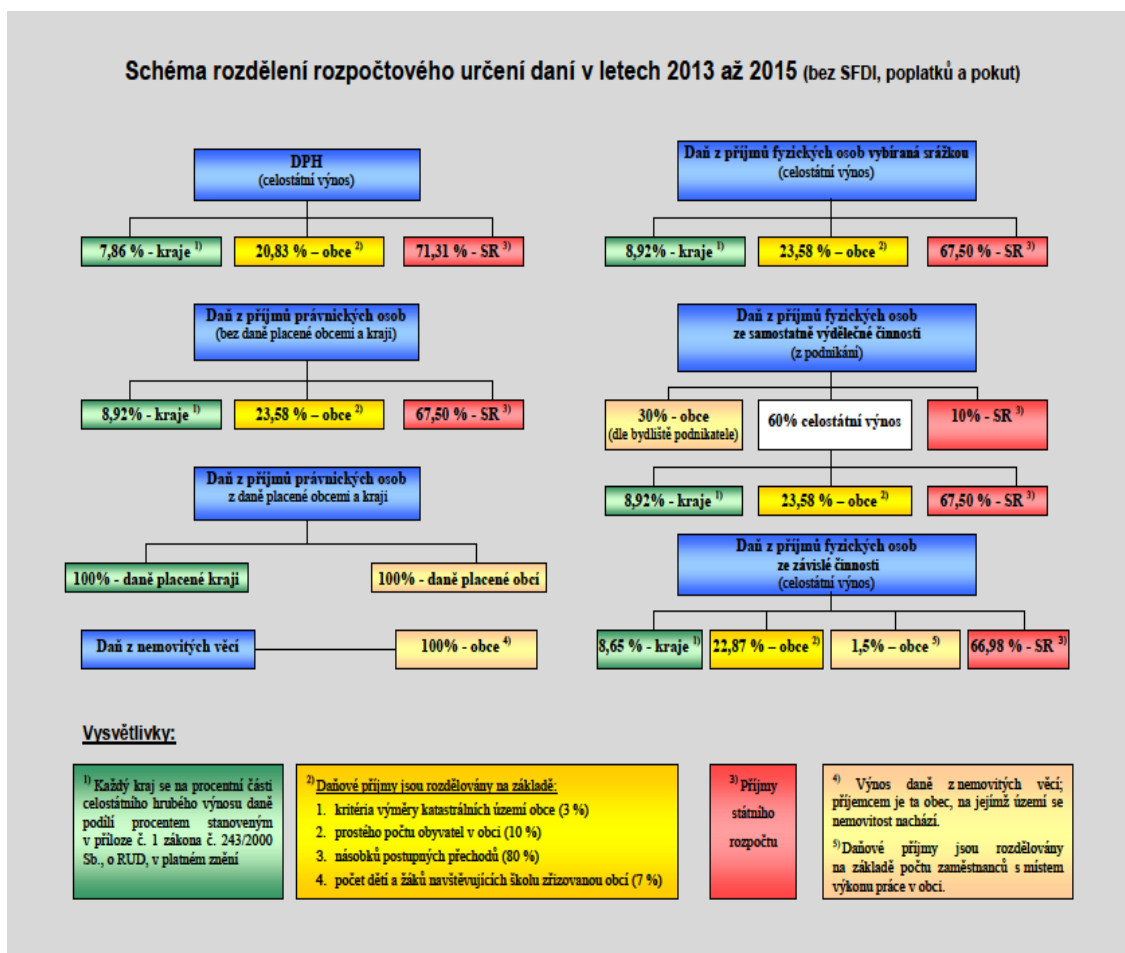 Schéma rozdělení rozpočtového určení daní v letech 2013 až 2015 (bez SFDI, poplatků a pokut)
DPH
(celostátní výnos)
7,86 % - kraje 1)
20,83 % – obce 2)
71,31 % - SR 3)
Daň z příjmů právnických osob
(bez daně placené obcemi a kraji)
8,92% - kraje 1)
23,58 % – obce 2)
67,50 % - SR 3)
Daň z příjmů právnických osob
z daně placené obcemi a kraji
100% - daně placené kraji
100% - daně placené obcí
Daň z nemovitých věcí
100% - obce 4)
Daň z příjmů fyzických osob vybíraná srážkou
(celostátní výnos)
8,92% - kraje 1)
23,58 % – obce 2)
67,50 % - SR 3)
Daň z příjmů fyzických osob
ze samostatně výdělečné činnosti
(z podnikání)
30% - obce
(dle bydliště podnikatele)
60% celostátní výnos
10% - SR 3)
8,92% - kraje 1)
23,58 % – obce 2)
67,50 % - SR 3)
Daň z příjmů fyzických osob
ze závislé činnosti
(celostátní výnos)
8,65 % - kraje 1)
22,87 % – obce 2)
1,5% – obce 5)
66,98 % - SR 3)
Vysvětlivky:
1) Každý kraj se na procentní části
celostátního hrubého výnosu daně
podílí procentem stanoveným
v příloze č. 1 zákona č. 243/2000
Sb., o RUD, v platném znění
2) Daňové příjmy jsou rozdělovány na základě:
1. kritéria výměry katastrálních území obce (3 %)
2. prostého počtu obyvatel v obci (10 %)
3. násobků postupných přechodů (80 %)
4. počet dětí a žáků navštěvujících školu zřizovanou obcí (7 %)
3) Příjmy
státního
rozpočtu
4) Výnos daně z nemovitých věcí;
příjemcem je ta obec, na jejímž území se
nemovitost nachází.
5) Daňové příjmy jsou rozdělovány
na základě počtu zaměstnanců s místem
výkonu práce v obci.